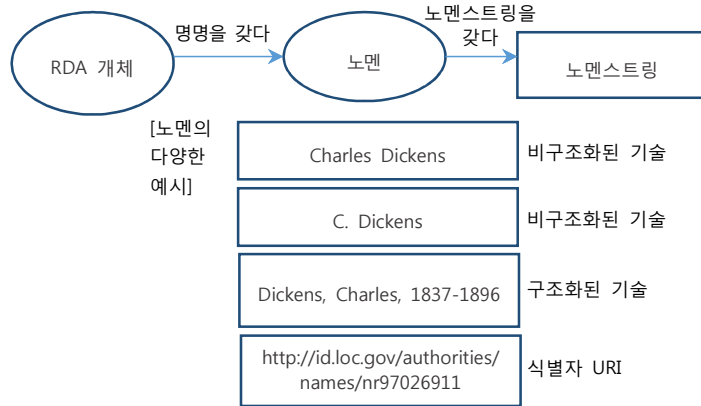 명명을 갖다
노멘스트링을
갖다
RDA 개체
노멘
노멘스트링
[노멘의
다양한
예시]
Charles Dickens
비구조화된 기술
C. Dickens
비구조화된 기술
Dickens, Charles, 1837-1896
구조화된 기술
http://id.loc.gov/authorities/
names/nr97026911
식별자 URI